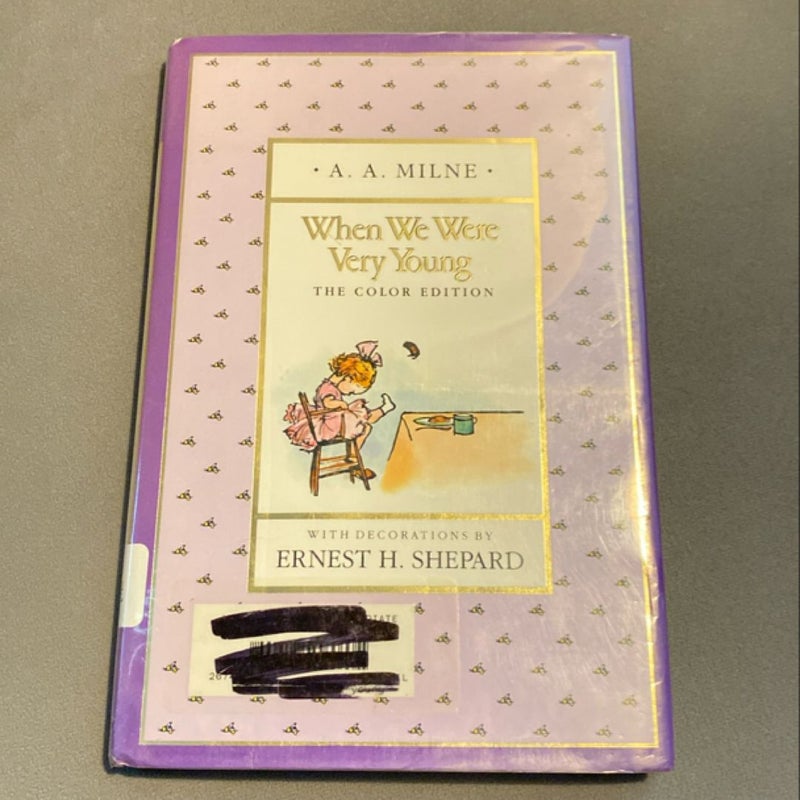 · A. A. MILNE ·
When We Were
Very Young
THE COLOR EDITION
WITH DECORATIONS BY
ERNEST H. SHEPARD